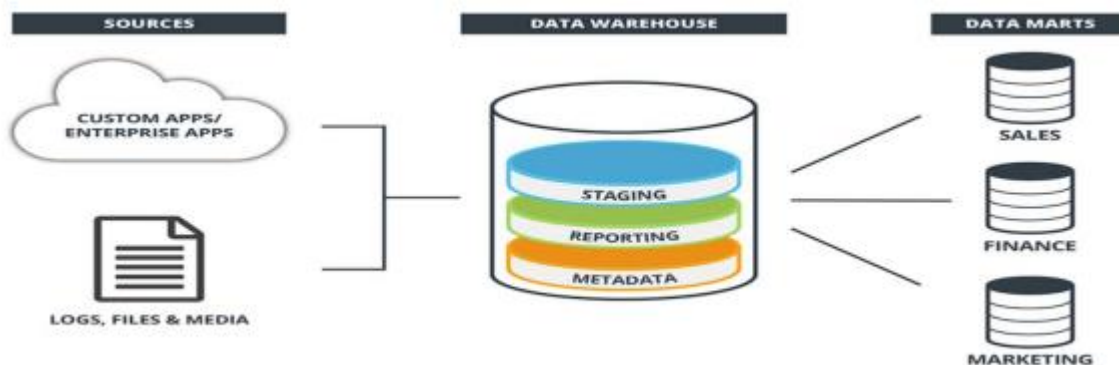 SOURCES
DATA WAREHOUSE
DATA MARTS
CUSTOM APPS/
ENTERPRISE APPS
LOGS, FILES & MEDIA
STAGING
REPORTING
METADATA
SALES
FINANCE
MARKETING